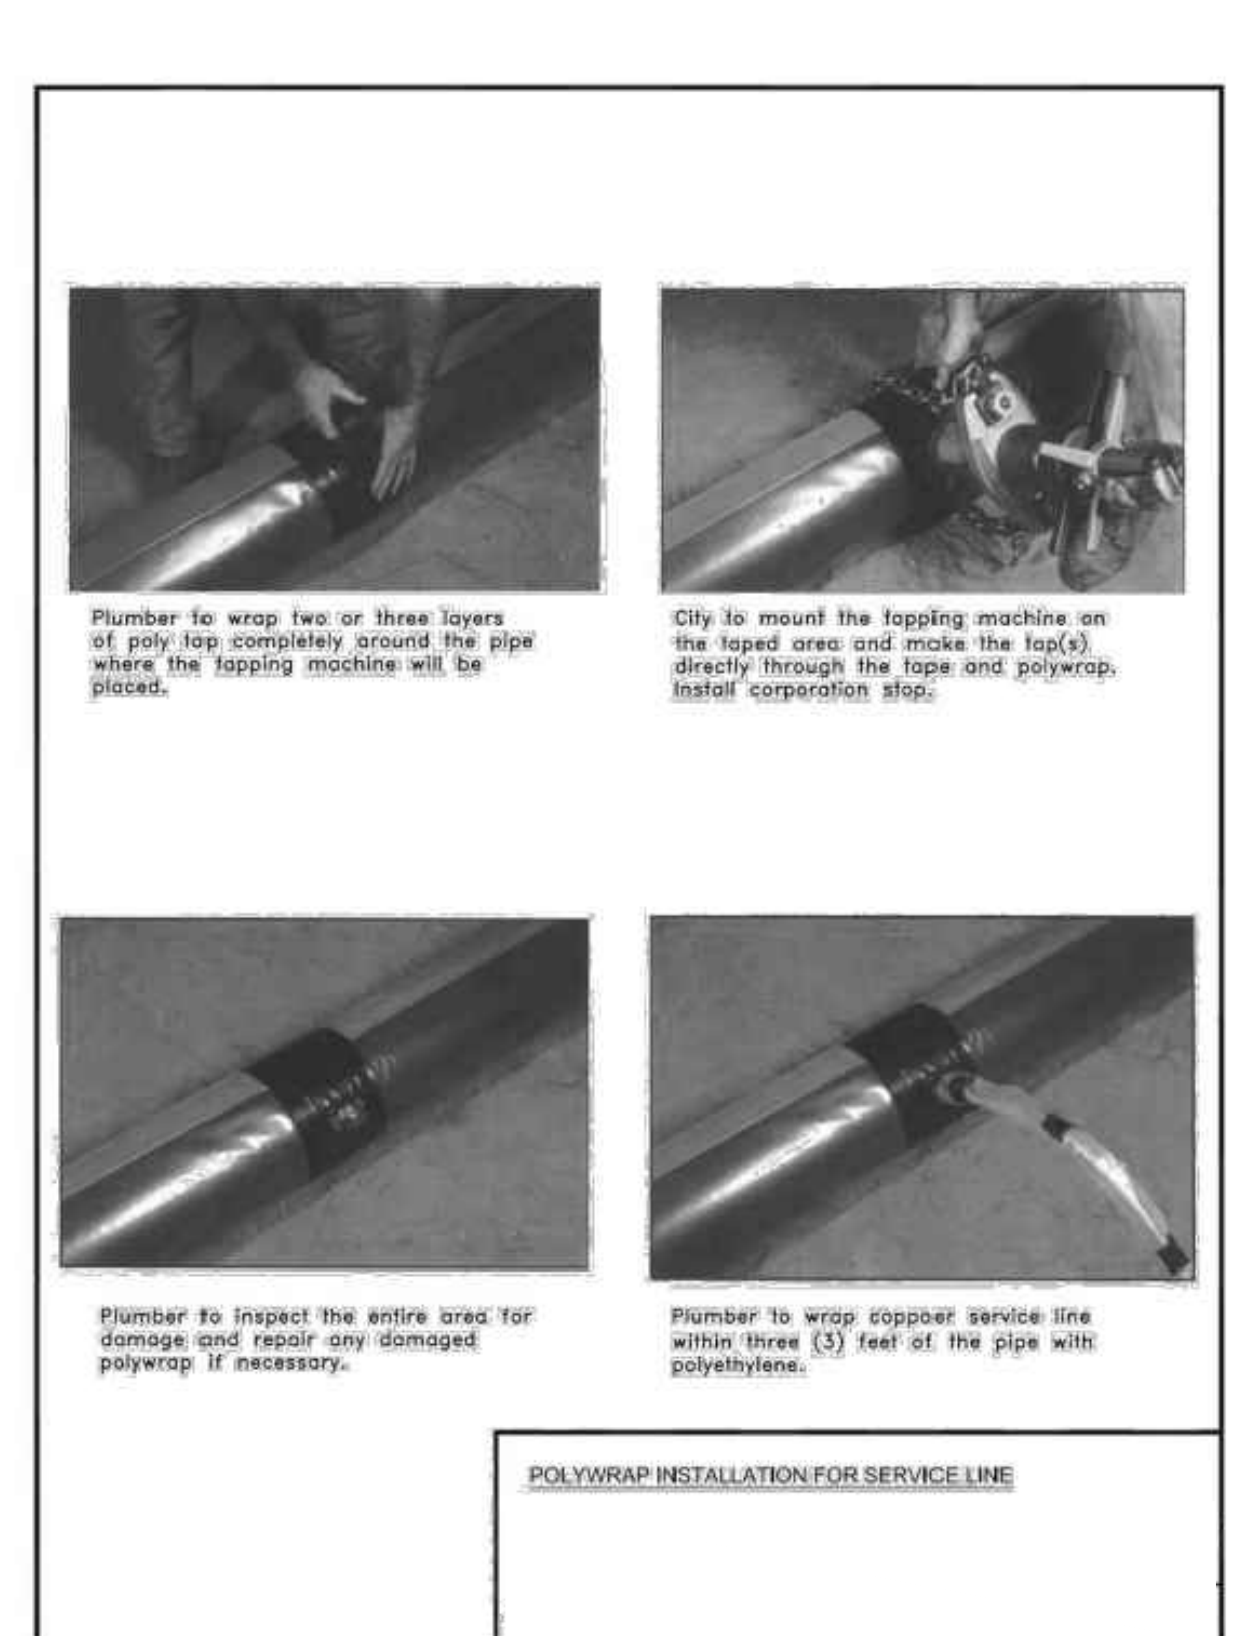 Plumber to wrap two or three layers
of poly tap completely around the pipe
where the tapping machine will be
placed.
City to mount the tapping machine on
the taped area and make the tap(s)
directly through the tape and polywrap.
Install corporation stop.
Plumber to inspect the entire area for
damage and repair any damaged
polywrap if necessary.
Plumber to wrap coppoer service line
within three (3) feet of the pipe with
polyethylene.
POLYWRAP INSTALLATION FOR SERVICE LINE